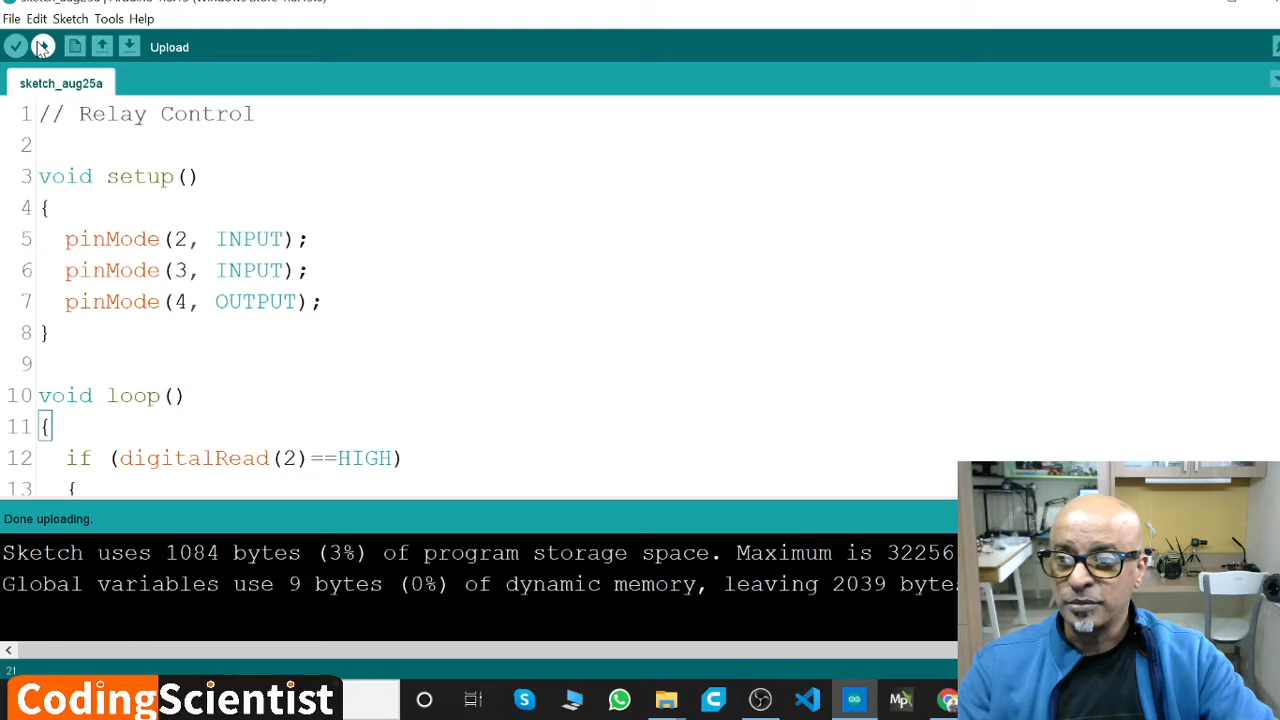 File Edit Sketch Tools Help
Upload
sketch_aug25a
1 // Relay Control
2
3 void setup()
4 {
5 pinMode(2, INPUT);
6 pinMode(3, INPUT);
7 pinMode(4, OUTPUT);
8 }
9
10 void loop()
11 {
12 if (digitalRead(2)==HIGH)
13 {
Done uploading.
Sketch uses 1084 bytes (3%) of program storage space. Maximum is 32256
Global variables use 9 bytes (0%) of dynamic memory, leaving 2039 bytes
21
CodingScientist